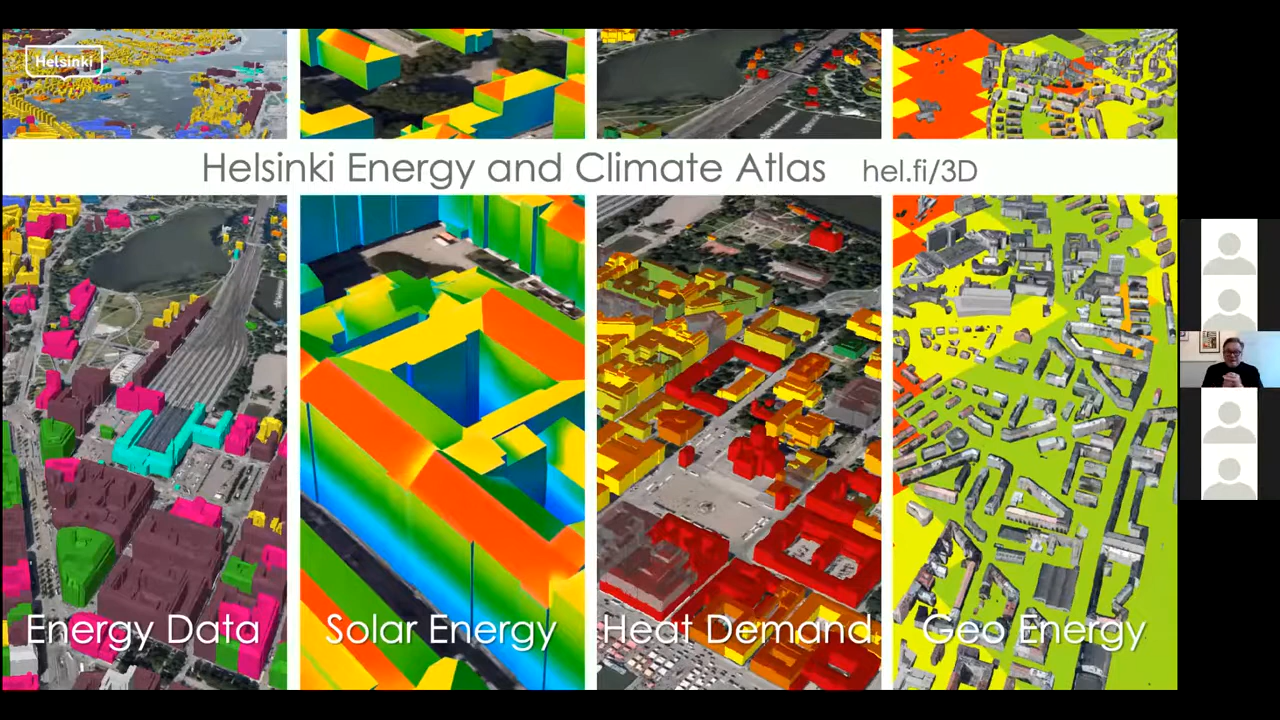 Helsinki
Helsinki Energy and Climate Atlas hel.fi/3D
Energy Data
Solar Energy
Heat Demand
Geo Energy